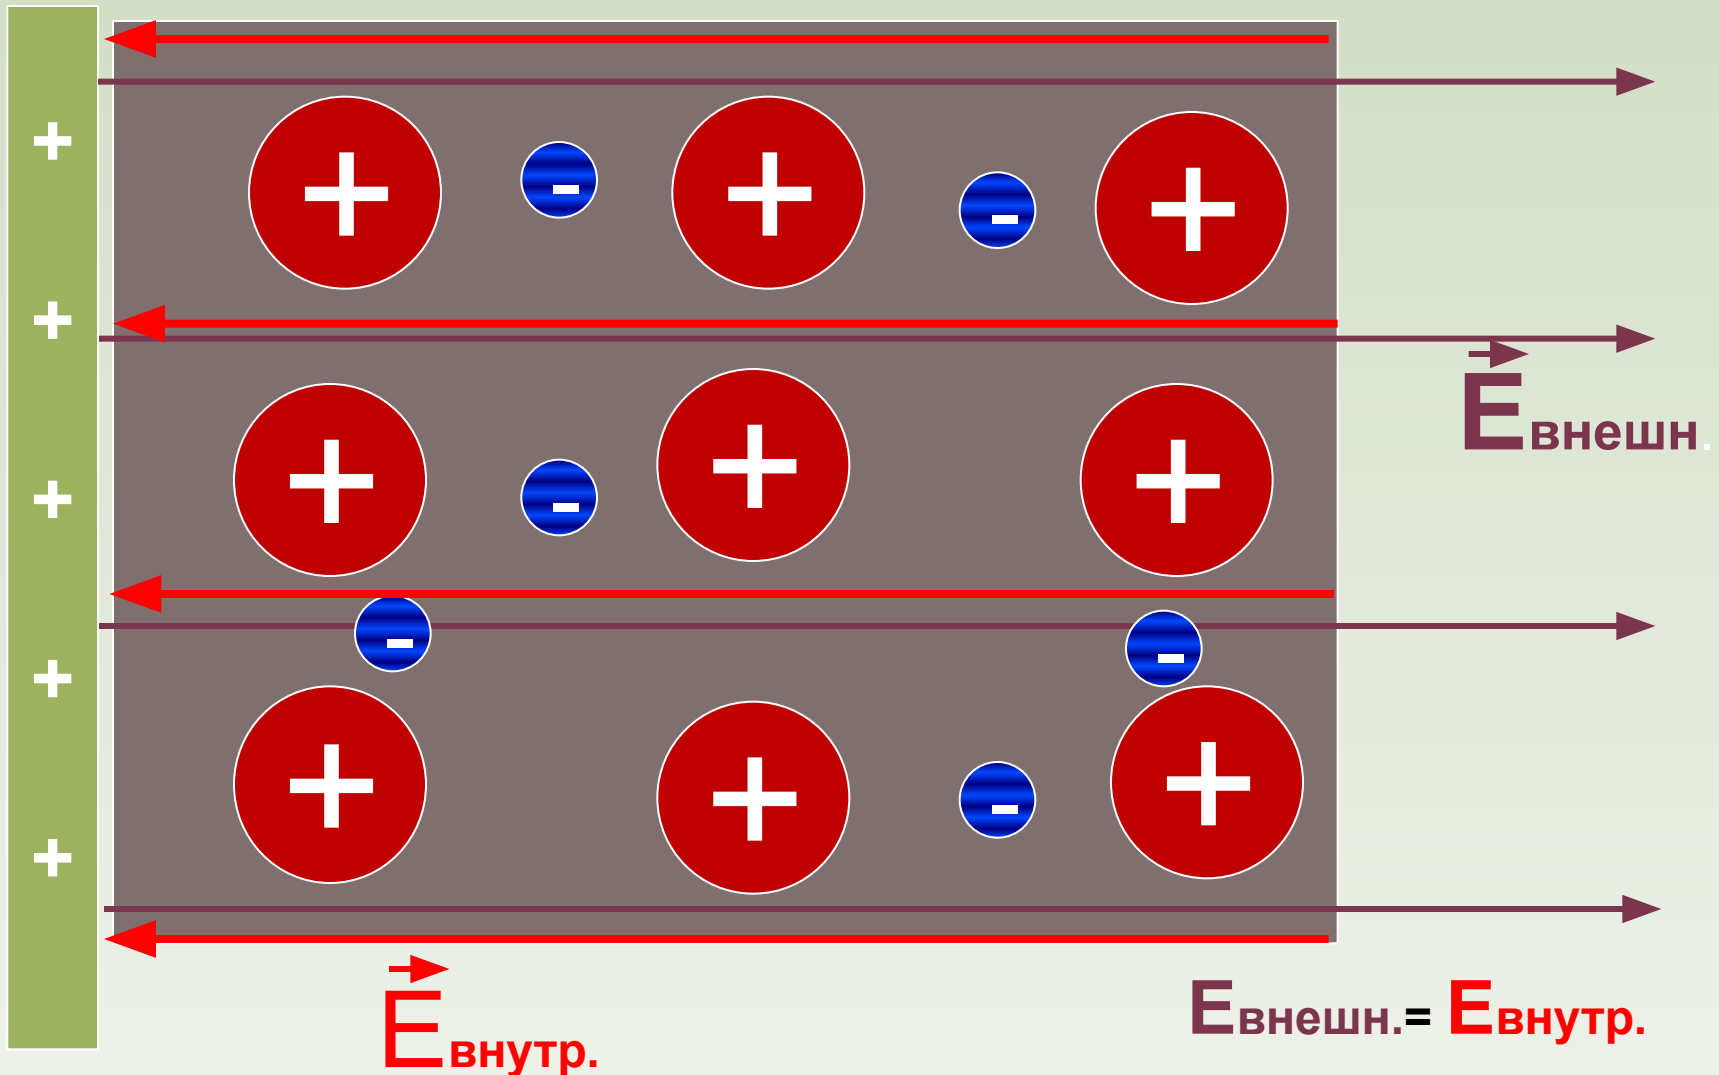 +
+
+
+
+
+ - + - +
+ - + +
- -
+ + - +
Eвнешн.
Eвнутр.
Eвнешн.= Eвнутр.